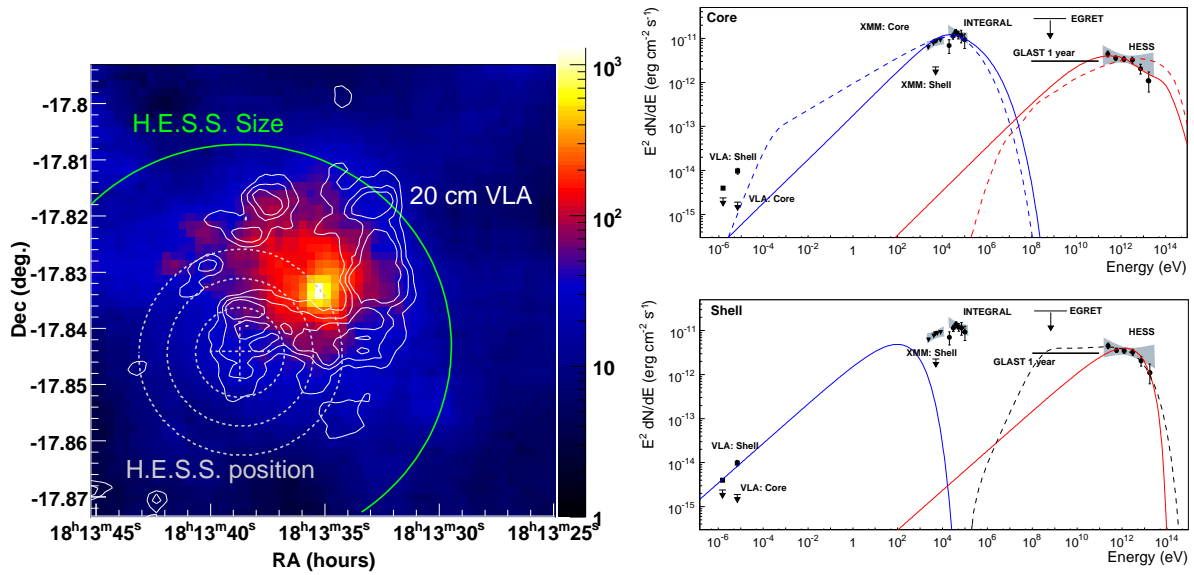 H.E.S.S. Size
20 cm VLA
H.E.S.S. position
Dec (deg.)
-17.8
-17.81
-17.82
-17.83
-17.84
-17.85
-17.86
-17.87
18ʰ13ᵐ45ˢ 18ʰ13ᵐ40ˢ 18ʰ13ᵐ35ˢ 18ʰ13ᵐ30ˢ 18ʰ13ᵐ25ˢ
RA (hours)
10³
10²
10
1
Core
XMM: Core
INTEGRAL
EGRET
GLAST 1 year
HESS
XMM: Shell
VLA: Shell
VLA: Core
E² dN/dE (erg cm⁻² s⁻¹)
10⁻¹¹
10⁻¹²
10⁻¹³
10⁻¹⁴
10⁻¹⁵
10⁻⁶ 10⁻⁴ 10⁻² 1 10² 10⁴ 10⁶ 10⁸ 10¹⁰ 10¹² 10¹⁴
Energy (eV)
Shell
INTEGRAL
EGRET
HESS
XMM: Shell
GLAST 1 year
VLA: Shell
VLA: Core
E² dN/dE (erg cm⁻² s⁻¹)
10⁻¹¹
10⁻¹²
10⁻¹³
10⁻¹⁴
10⁻¹⁵
10⁻⁶ 10⁻⁴ 10⁻² 1 10² 10⁴ 10⁶ 10⁸ 10¹⁰ 10¹² 10¹⁴
Energy (eV)